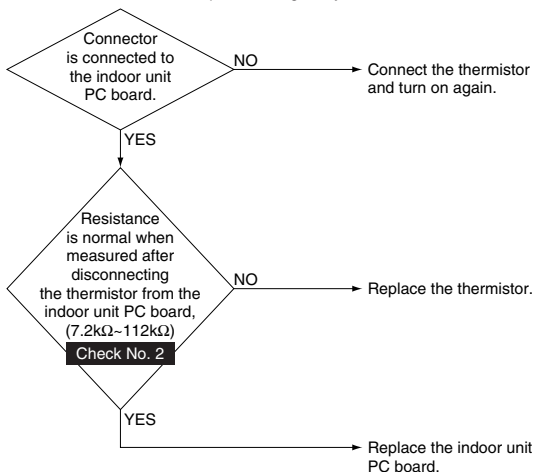 Connector
is connected to
the indoor unit
PC board.
NO
Connect the thermistor
and turn on again.
YES
Resistance
is normal when
measured after
disconnecting
the thermistor from the
indoor unit PC board,
(7.2kΩ~112kΩ)
Check No. 2
NO
Replace the thermistor.
YES
Replace the indoor unit
PC board.